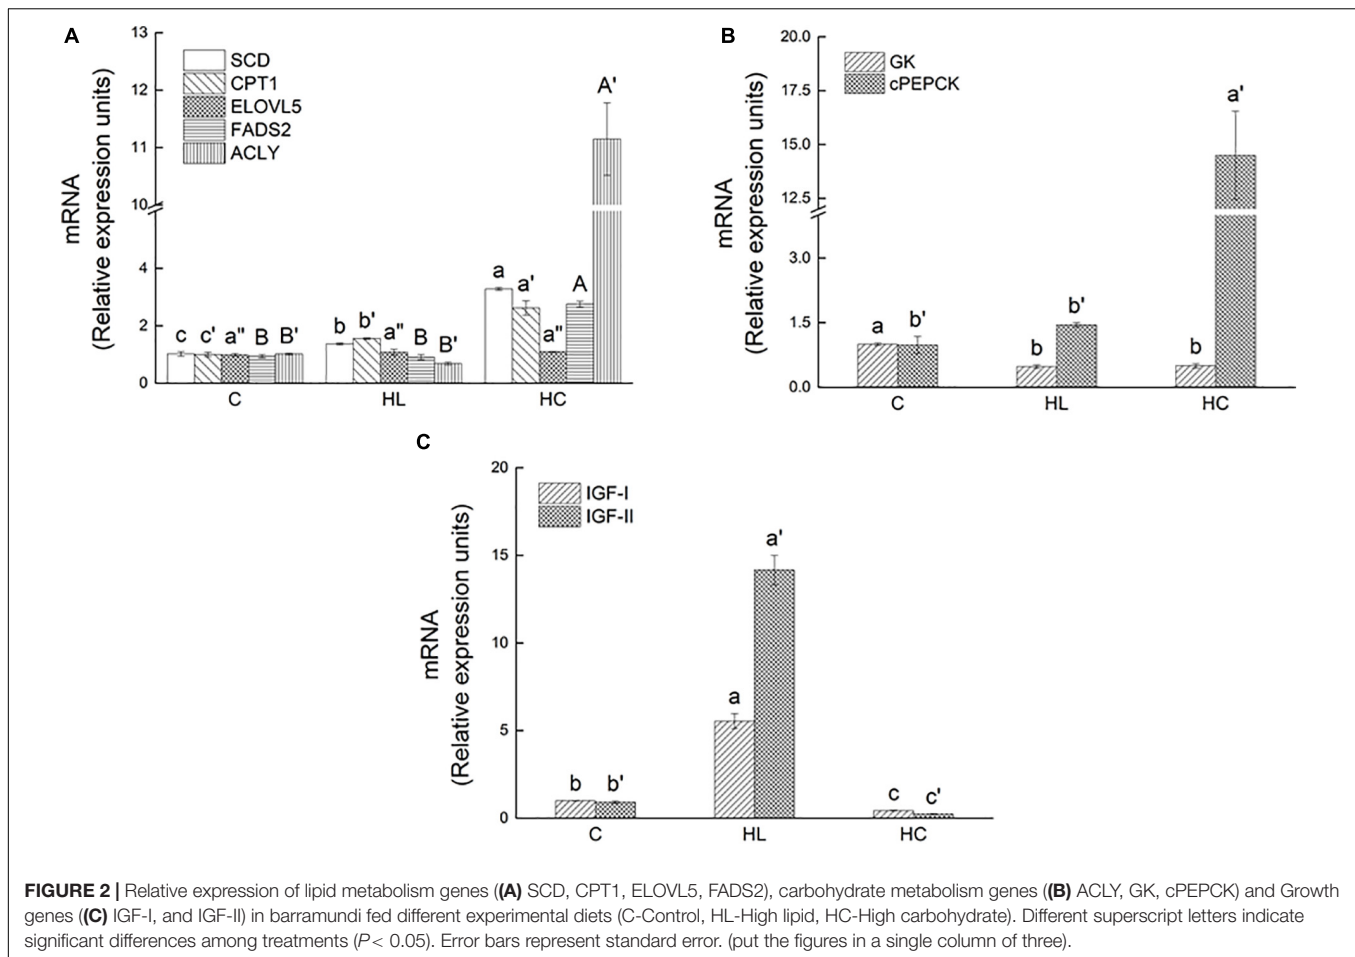 A
mRNA
(Relative expression units)
13
12
11
10
4
2
0
SCD
CPT1
ELOVL5
FADS2
ACLY
c c' a" B B'
b b' a" B B'
a a' a" A A'
C HL HC
B
mRNA
(Relative expression units)
20.0
17.5
15.0
12.5
3.0
1.5
0.0
GK
cPEPCK
a b'
b b'
b a'
C HL HC
C
mRNA
(Relative expression units)
20
15
10
5
0
IGF-I
IGF-II
b b'
a a'
c c'
C HL HC
FIGURE 2 | Relative expression of lipid metabolism genes ((A) SCD, CPT1, ELOVL5, FADS2), carbohydrate metabolism genes ((B) ACLY, GK, cPEPCK) and Growth
genes ((C) IGF-I, and IGF-II) in barramundi fed different experimental diets (C-Control, HL-High lipid, HC-High carbohydrate). Different superscript letters indicate
significant differences among treatments (P< 0.05). Error bars represent standard error. (put the figures in a single column of three).